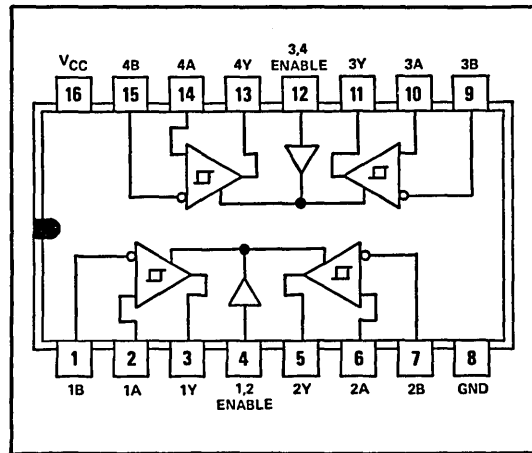 3,4
VCC 4B 4A 4Y ENABLE 3Y 3A 3B
16 15 14 13 12 11 10 9
1 2 3 4 5 6 7 8
1B 1A 1Y 1,2 2Y 2A 2B GND
ENABLE